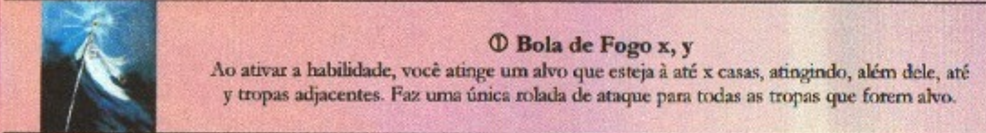 ① Bola de Fogo x, y
Ao ativar a habilidade, você atinge um alvo que esteja à até x casas, atingindo, além dele, até
y tropas adjacentes. Faz uma única rolada de ataque para todas as tropas que forem alvo.